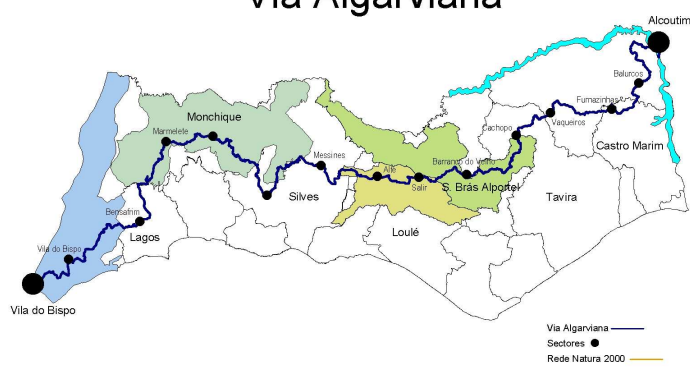 Via Algarviana
Alcoutim
Balurcos
Furnazinhas
Vaqueiros
Cachopo
Castro Marim
Monchique
Marmelete
Messines
Barranco do Velho
Alte
Salir
S. Brás Alportel
Silves
Tavira
Bensafrim
Lagos
Loulé
Vila do Bispo
Vila do Bispo
Via Algarviana
Sectores
Rede Natura 2000